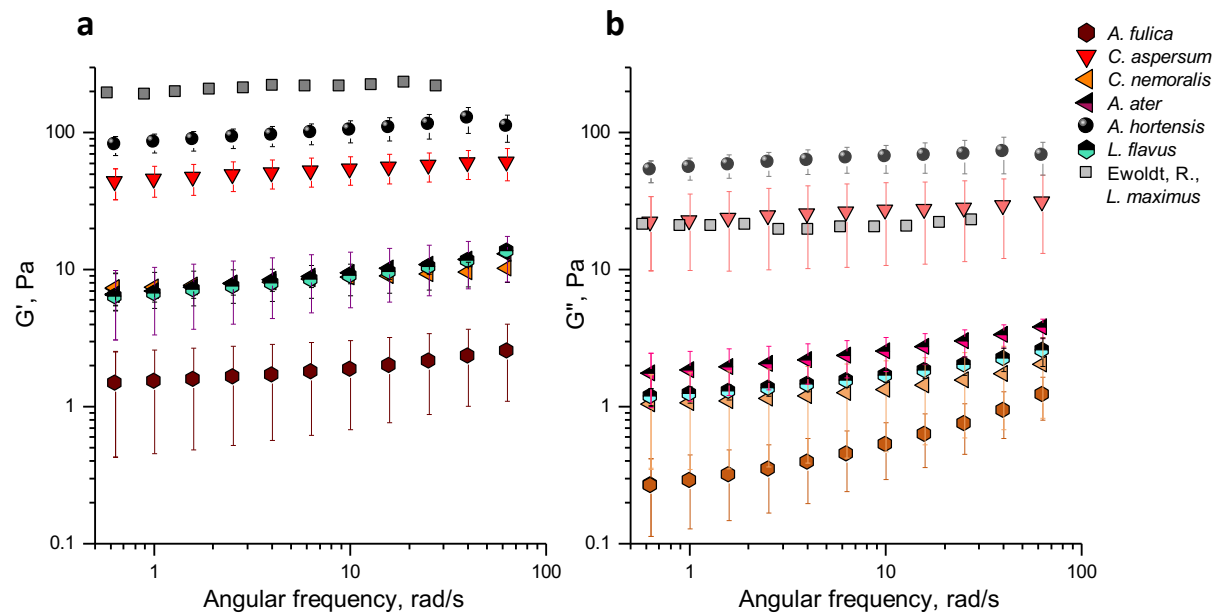 a
b
G', Pa
100
10
1
0.1
1
10
100
Angular frequency, rad/s
G", Pa
100
10
1
0.1
1
10
100
Angular frequency, rad/s
A. fulica
C. aspersum
C. nemoralis
A. ater
A. hortensis
L. flavus
Ewoldt, R.,
L. maximus